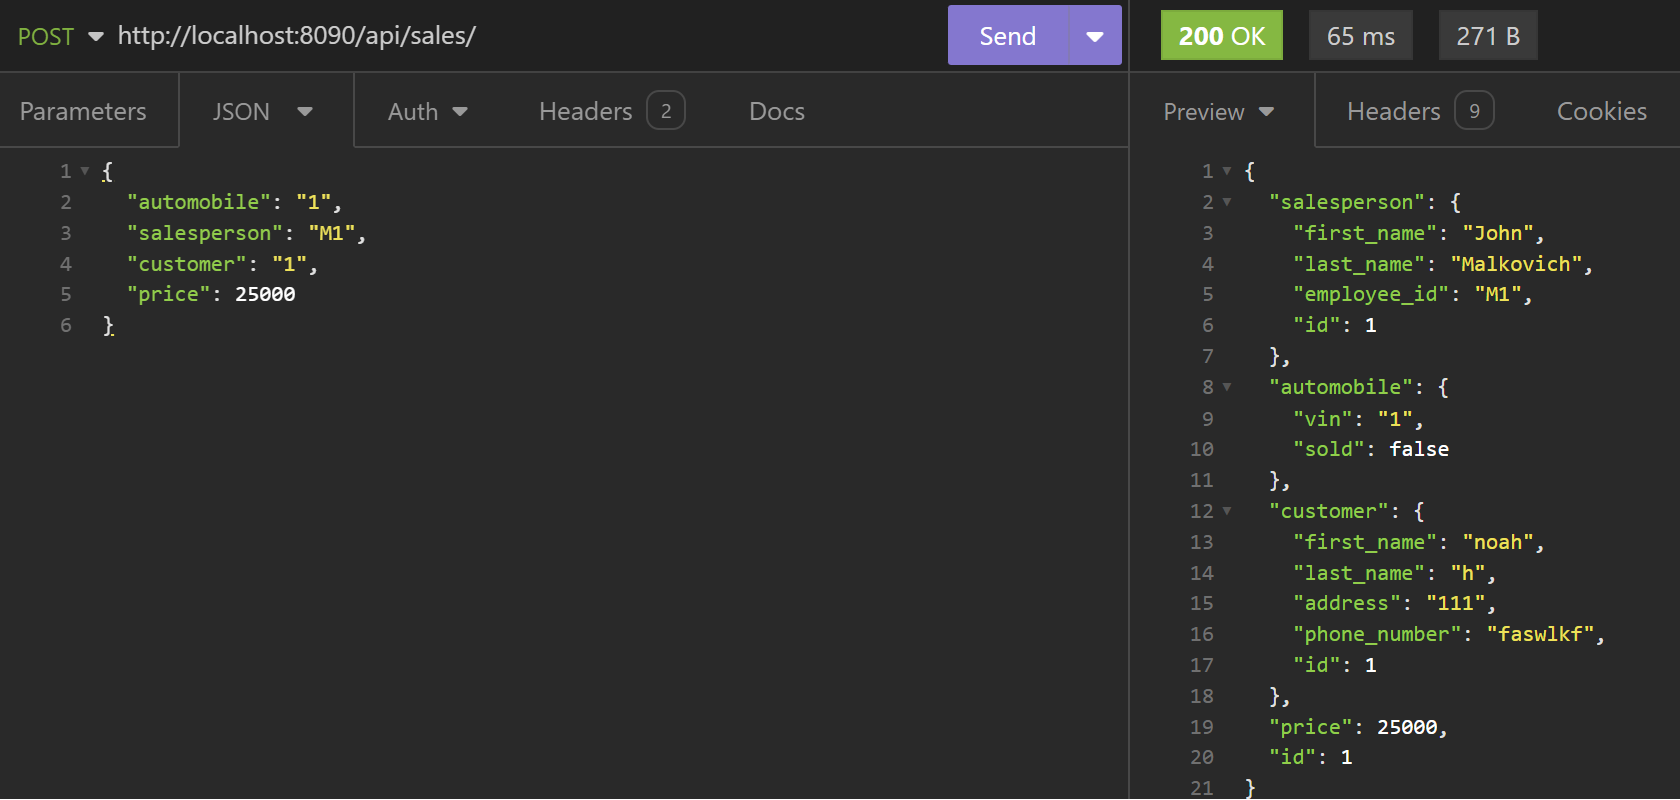 POST http://localhost:8090/api/sales/ Send 200 OK 65 ms 271 B
Parameters JSON Auth Headers 2 Docs Preview Headers 9 Cookies
1 {
2 "automobile": "1",
3 "salesperson": "M1",
4 "customer": "1",
5 "price": 25000
6 }
1 {
2 "salesperson": {
3 "first_name": "John",
4 "last_name": "Malkovich",
5 "employee_id": "M1",
6 "id": 1
7 },
8 "automobile": {
9 "vin": "1",
10 "sold": false
11 },
12 "customer": {
13 "first_name": "noah",
14 "last_name": "h",
15 "address": "111",
16 "phone_number": "faswlkf",
17 "id": 1
18 },
19 "price": 25000,
20 "id": 1
21 }